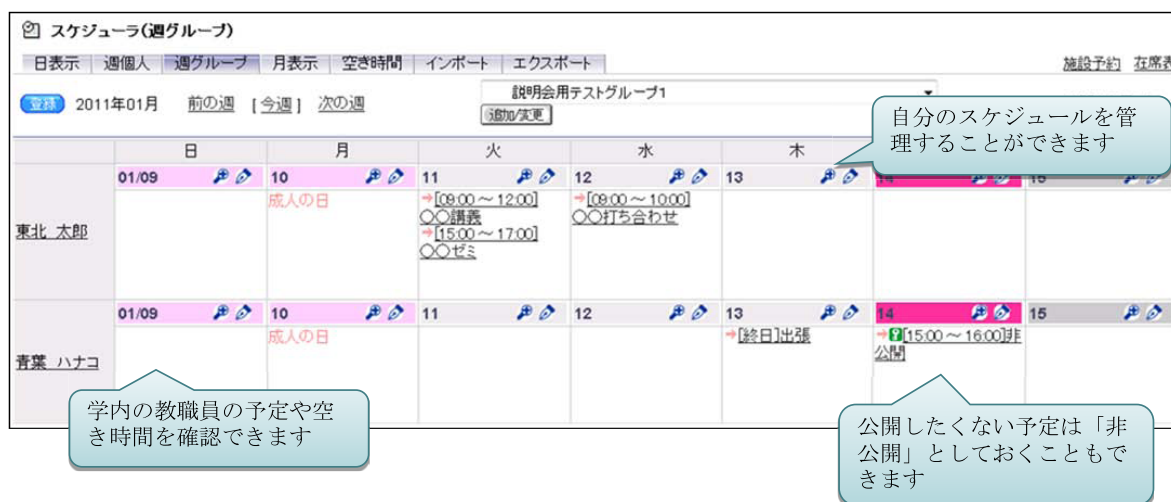 スケジューラ(週グループ)
日表示 週個人 週グループ 月表示 空き時間 インポート エクスポート
施設予約 在席表
登録 2011年01月 前の週 [今週] 次の週
説明会用テストグループ1
追加/変更
自分のスケジュールを管
理することができます
日 月 火 水 木
01/09 10 11 12 13 14 15
東北 太郎
成人の日
→[09:00～12:00]
〇〇講義
→[15:00～17:00]
〇〇ゼミ
→[09:00～10:00]
〇〇打ち合わせ
01/09 10 11 12 13 14 15
青葉 ハナコ
成人の日
→[終日]出張
→[15:00～16:00]非
公開
学内の教職員の予定や空
き時間を確認できます
公開したくない予定は「非
公開」としておくこともで
きます